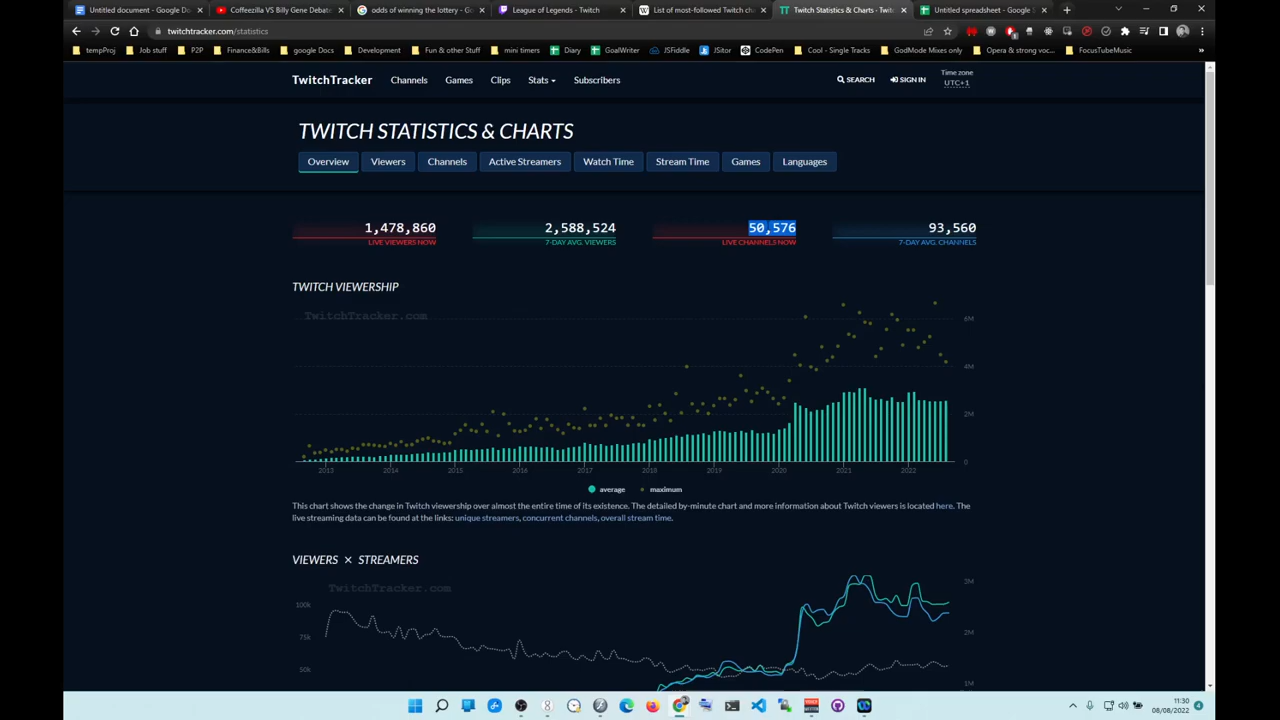 Untitled document - Google Do
Coffeezilla VS Billy Gene Debate
odds of winning the lottery - Go
League of Legends - Twitch
List of most-followed Twitch ch
Twitch Statistics & Charts - Twit
Untitled spreadsheet - Google S
twitchtracker.com/statistics
tempProj
Job stuff
P2P
Finance&Bills
google Docs
Development
Fun & other Stuff
mini timers
Diary
GoalWriter
JSFiddle
JSitor
CodePen
Cool - Single Tracks
GodMode Mixes only
Opera & strong voc...
FocusTubeMusic
TwitchTracker
Channels
Games
Clips
Stats
Subscribers
SEARCH
SIGN IN
Time zone
UTC+1
TWITCH STATISTICS & CHARTS
Overview
Viewers
Channels
Active Streamers
Watch Time
Stream Time
Games
Languages
1,478,860
LIVE VIEWERS NOW
2,588,524
7-DAY AVG. VIEWERS
50,576
LIVE CHANNELS NOW
93,560
7-DAY AVG. CHANNELS
TWITCH VIEWERSHIP
TwitchTracker.com
6M
4M
2M
0
2013 2014 2015 2016 2017 2018 2019 2020 2021 2022
average maximum
This chart shows the change in Twitch viewership over almost the entire time of its existence. The detailed by-minute chart and more information about Twitch viewers is located here. The
live streaming data can be found at the links: unique streamers, concurrent channels, overall stream time.
VIEWERS × STREAMERS
TwitchTracker.com
100k
75k
50k
3M
2M
1M
11:30
08/08/2022